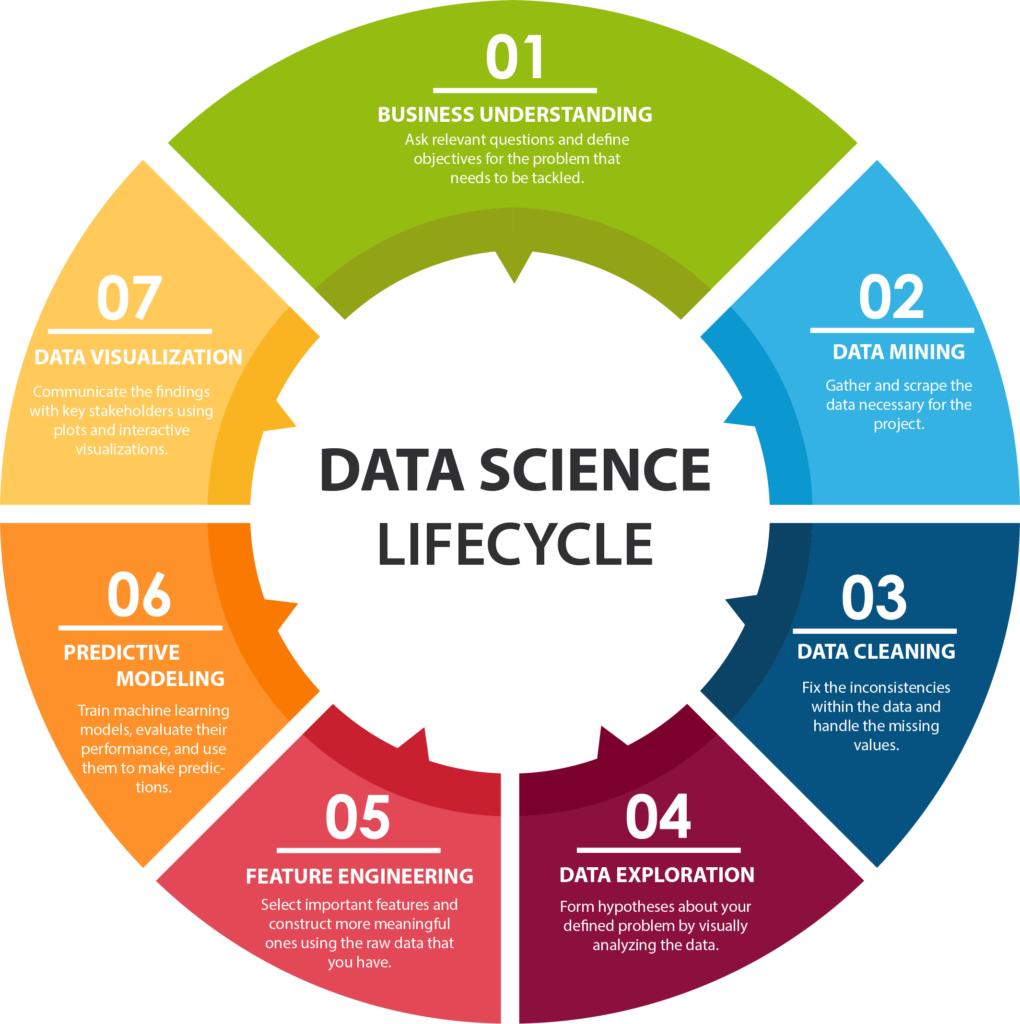 01
BUSINESS UNDERSTANDING
Ask relevant questions and define
objectives for the problem that
needs to be tackled.
02
DATA MINING
Gather and scrape the
data necessary for the
project.
03
DATA CLEANING
Fix the inconsistencies
within the data and
handle the missing
values.
04
DATA EXPLORATION
Form hypotheses about your
defined problem by visually
analyzing the data.
05
FEATURE ENGINEERING
Select important features and
construct more meaningful
ones using the raw data that
you have.
06
PREDICTIVE
MODELING
Train machine learning
models, evaluate their
performance, and use
them to make predic-
tions.
07
DATA VISUALIZATION
Communicate the findings
with key stakeholders using
plots and interactive
visualizations.
DATA SCIENCE
LIFECYCLE